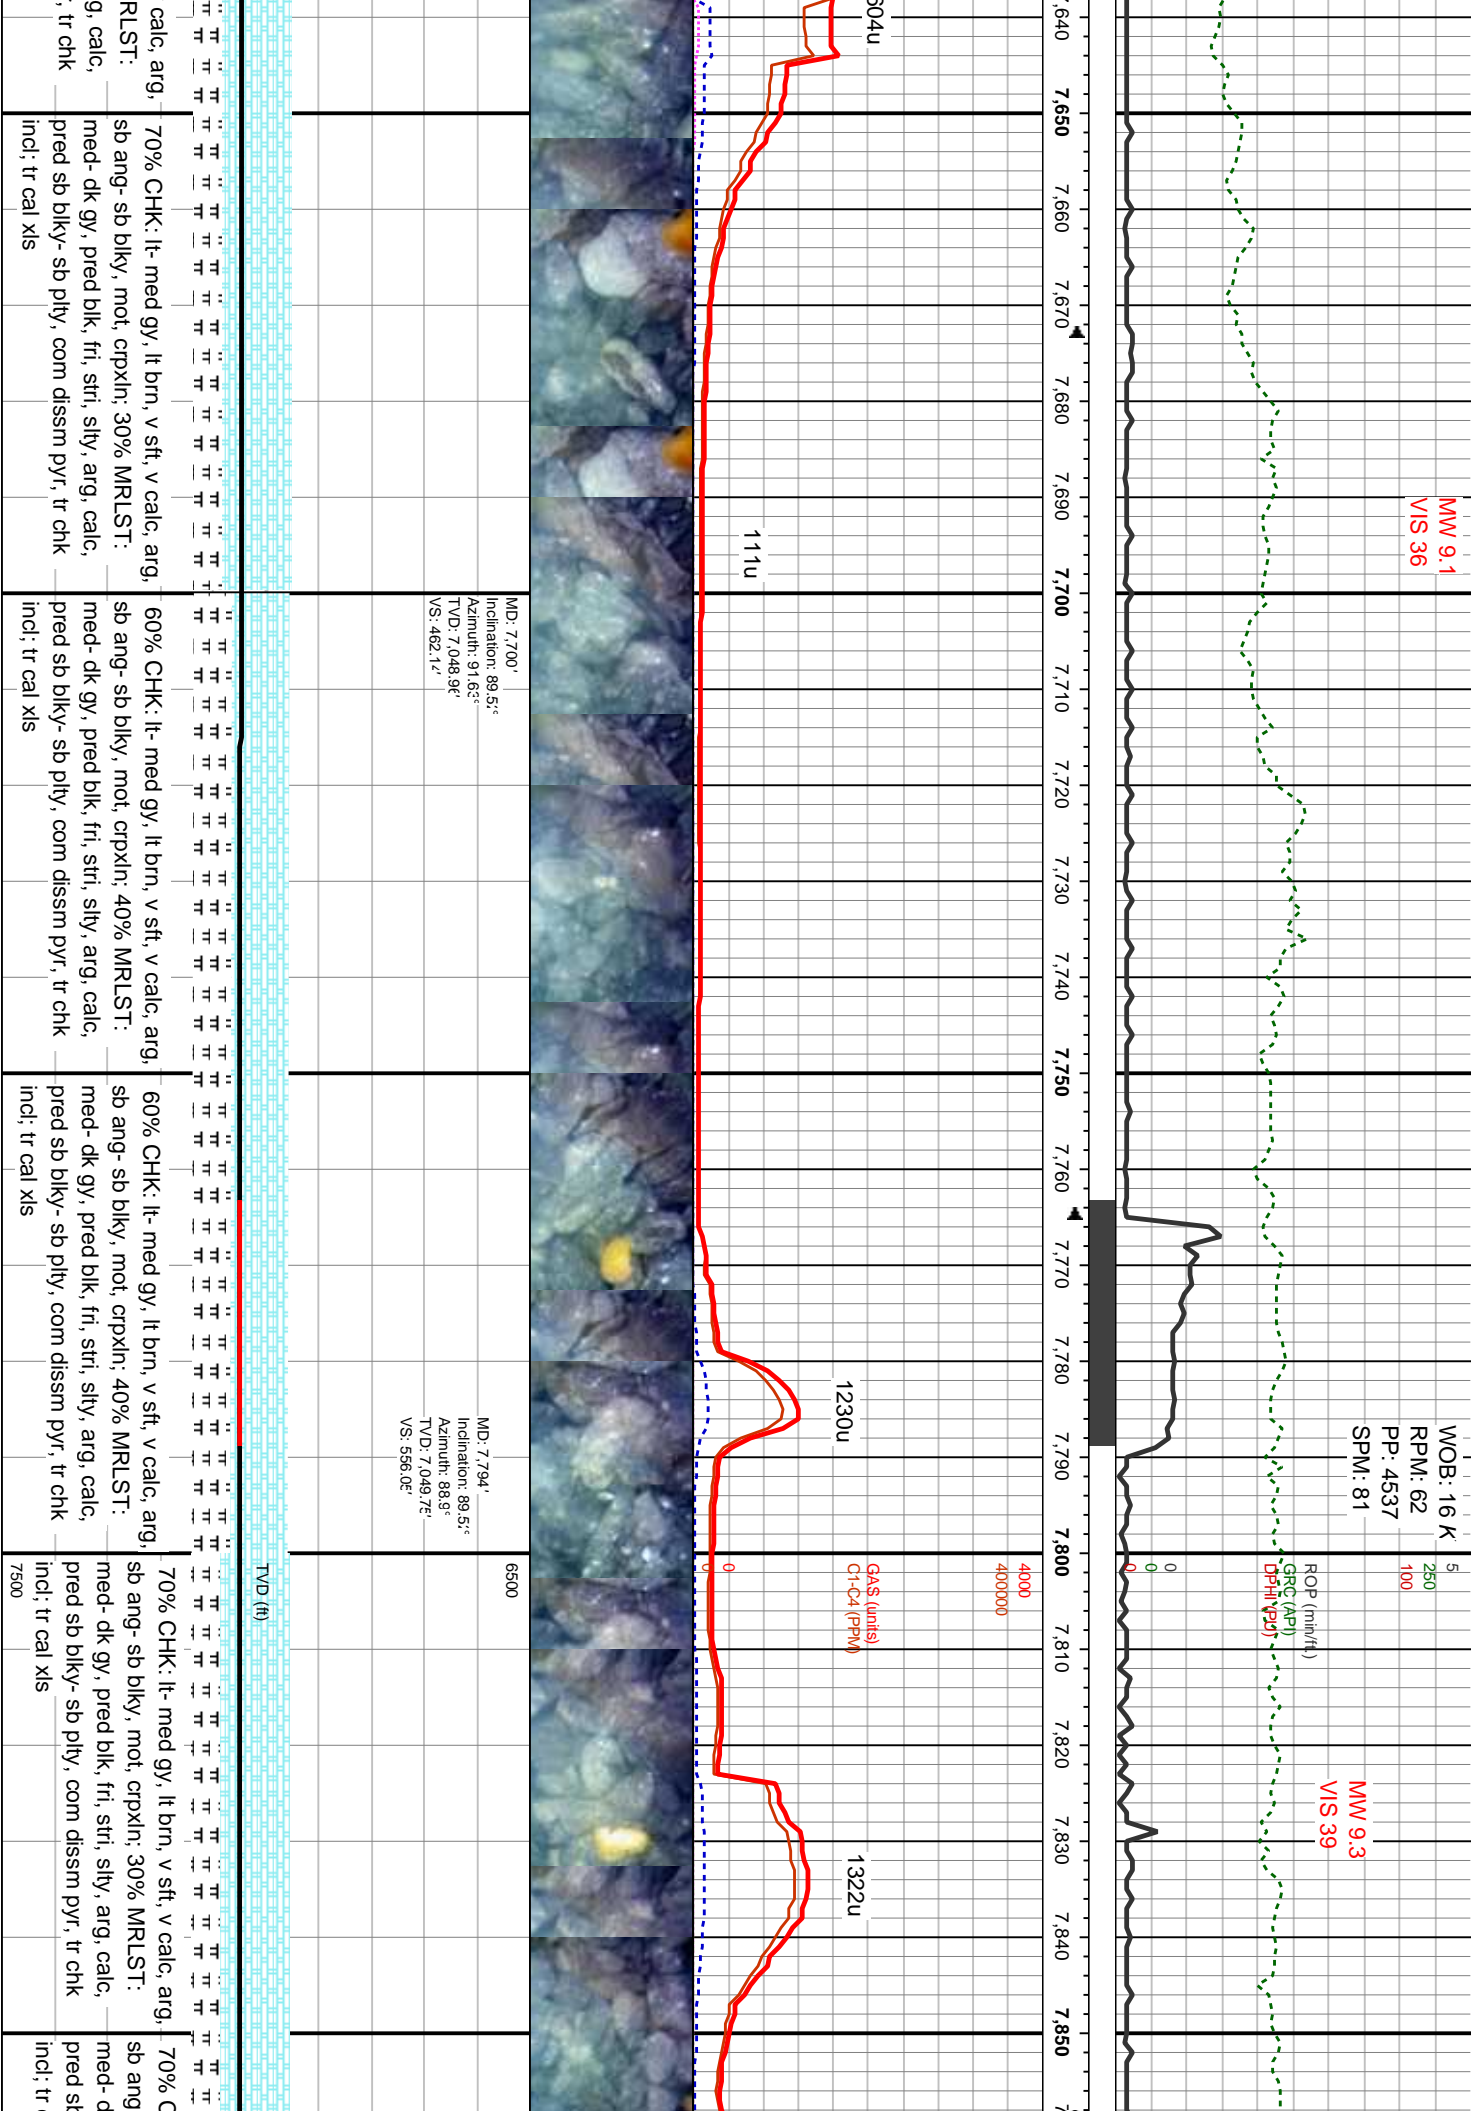 MW 9.1
VIS 36
WOB: 16 K
RPM: 62
PP: 4537
SPM: 81
MW 9.3
VIS 39
5
250
100
ROP (min/ft.)
GRC (API)
DPHI (PU)
0
0
0
7,650
7,660
7,670
7,680
7,690
7,700
7,710
7,720
7,730
7,740
7,750
7,760
7,770
7,780
7,790
7,800
7,810
7,820
7,830
7,840
7,850
4000
400000
GAS (units)
C1-C4 (PPM)
0
604u
111u
1230u
1322u
6500
MD: 7,700'
Inclination: 89.5
Azimuth: 91.6
TVD: 7,048.9
VS: 462.1
MD: 7,794'
Inclination: 89.5
Azimuth: 88.9°
TVD: 7,049.7
VS: 556.0
TVD (ft)
7500
calc, arg,
RLST:
g, calc,
; tr chk
70% CHK: lt- med gy, lt brn, v sft, v calc, arg,
sb ang- sb blky, mot, crpxln; 30% MRLST:
med- dk gy, pred blk, fri, stri, slty, arg, calc,
pred sb blky- sb plty, com dissm pyr, tr chk
incl; tr cal xls
60% CHK: lt- med gy, lt brn, v sft, v calc, arg,
sb ang- sb blky, mot, crpxln; 40% MRLST:
med- dk gy, pred blk, fri, stri, slty, arg, calc,
pred sb blky- sb plty, com dissm pyr, tr chk
incl; tr cal xls
60% CHK: lt- med gy, lt brn, v sft, v calc, arg,
sb ang- sb blky, mot, crpxln; 40% MRLST:
med- dk gy, pred blk, fri, stri, slty, arg, calc,
pred sb blky- sb plty, com dissm pyr, tr chk
incl; tr cal xls
70% CHK: lt- med gy, lt brn, v sft, v calc, arg,
sb ang- sb blky, mot, crpxln; 30% MRLST:
med- dk gy, pred blk, fri, stri, slty, arg, calc,
pred sb blky- sb plty, com dissm pyr, tr chk
incl; tr cal xls
70% C
sb ang
med- d
pred sb
incl; tr